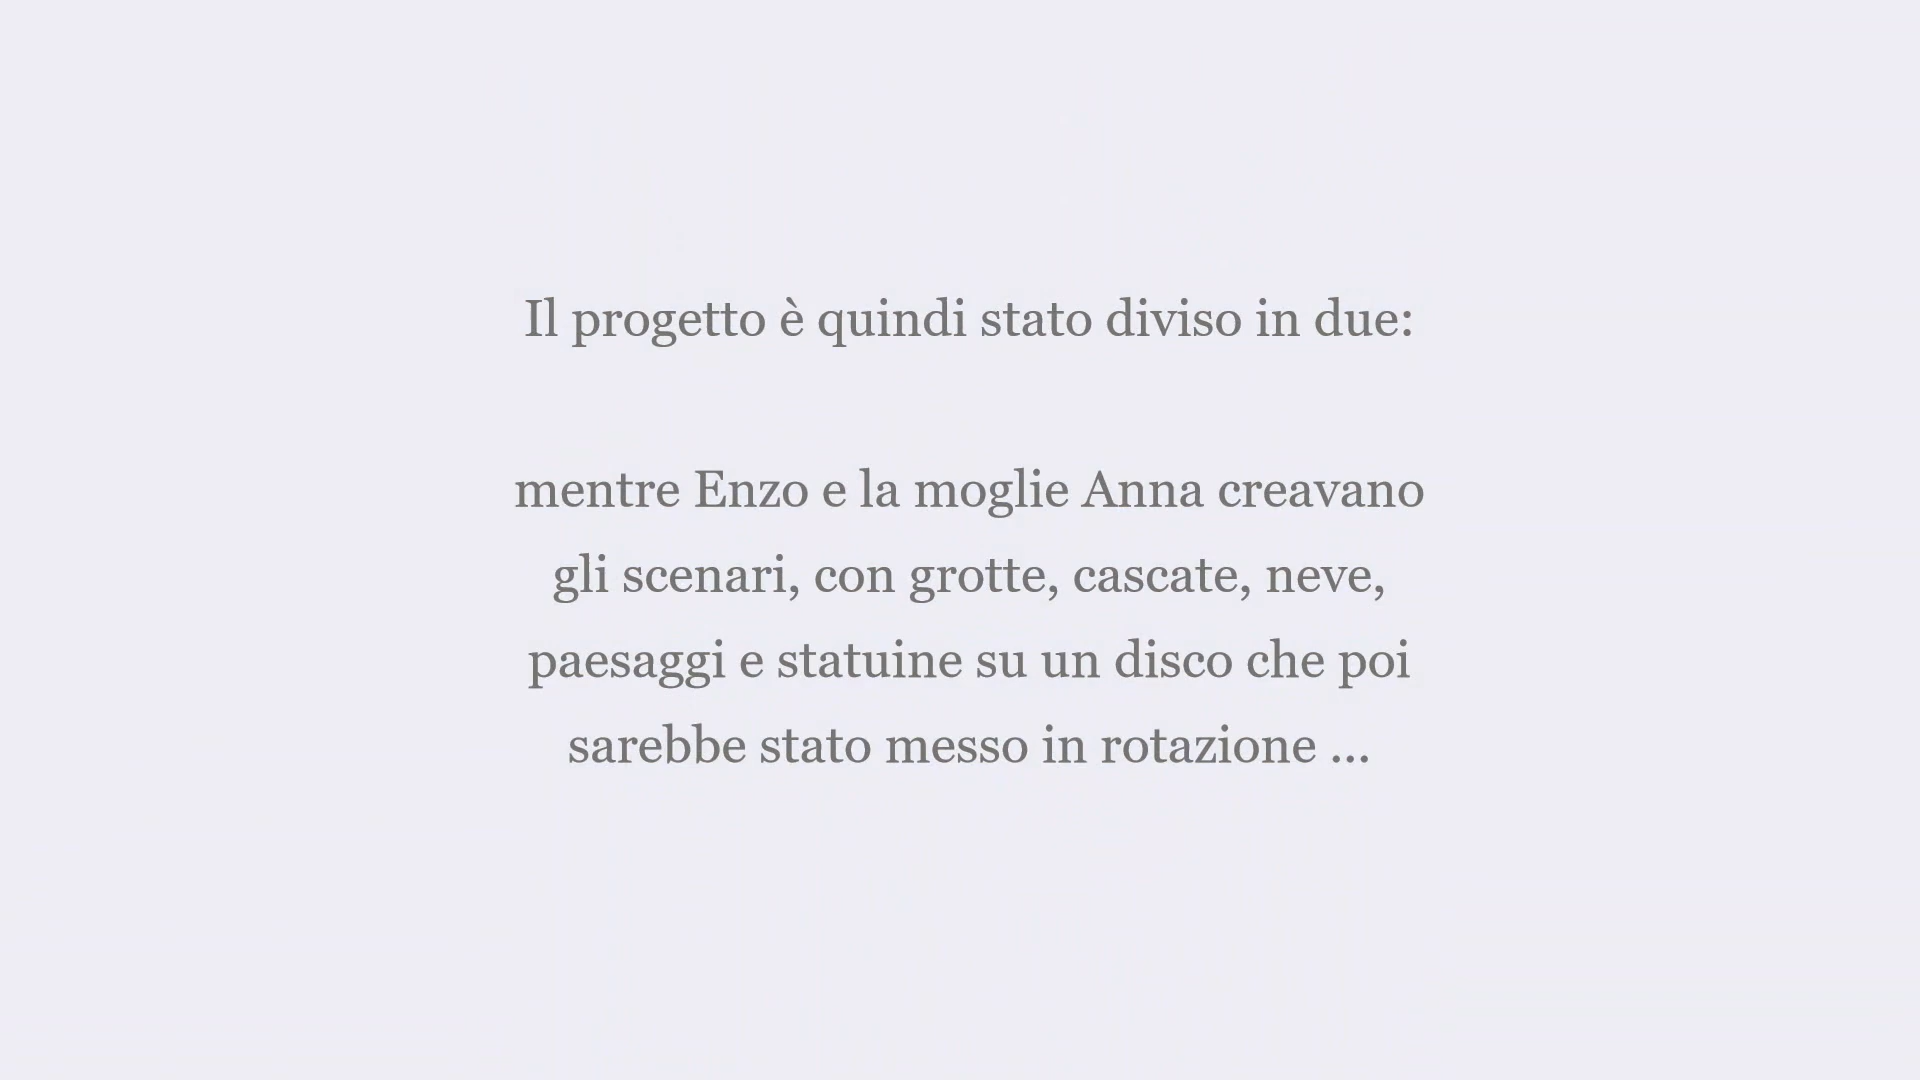 Il progetto è quindi stato diviso in due:
mentre Enzo e la moglie Anna creavano
gli scenari, con grotte, cascate, neve,
paesaggi e statuine su un disco che poi
sarebbe stato messo in rotazione ...